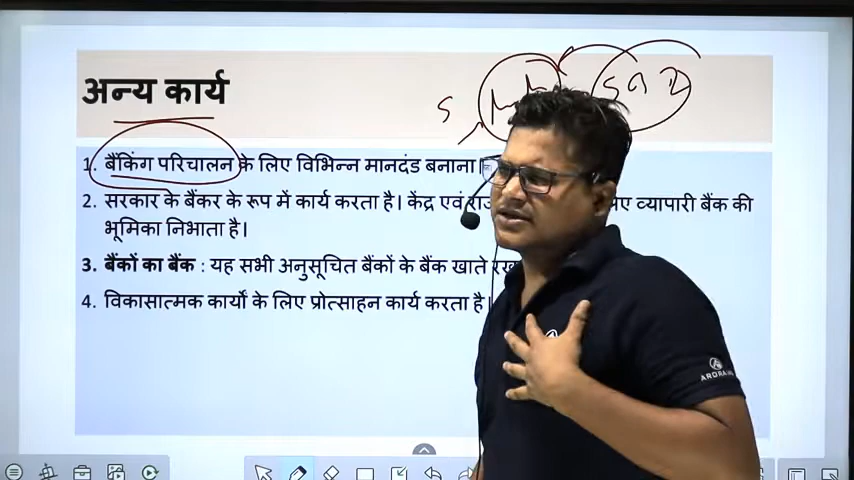 अन्य कार्य
1. बैंकिंग परिचालन के लिए विभिन्न मानदंड बनाना।
2. सरकार के बैंकर के रूप में कार्य करता है। केंद्र एवं व्यापारी बैंक की
भूमिका निभाता है।
3. बैंकों का बैंक : यह सभी अनुसूचित बैंकों के बैंक खाते
4. विकासात्मक कार्यों के लिए प्रोत्साहन कार्य करता है।